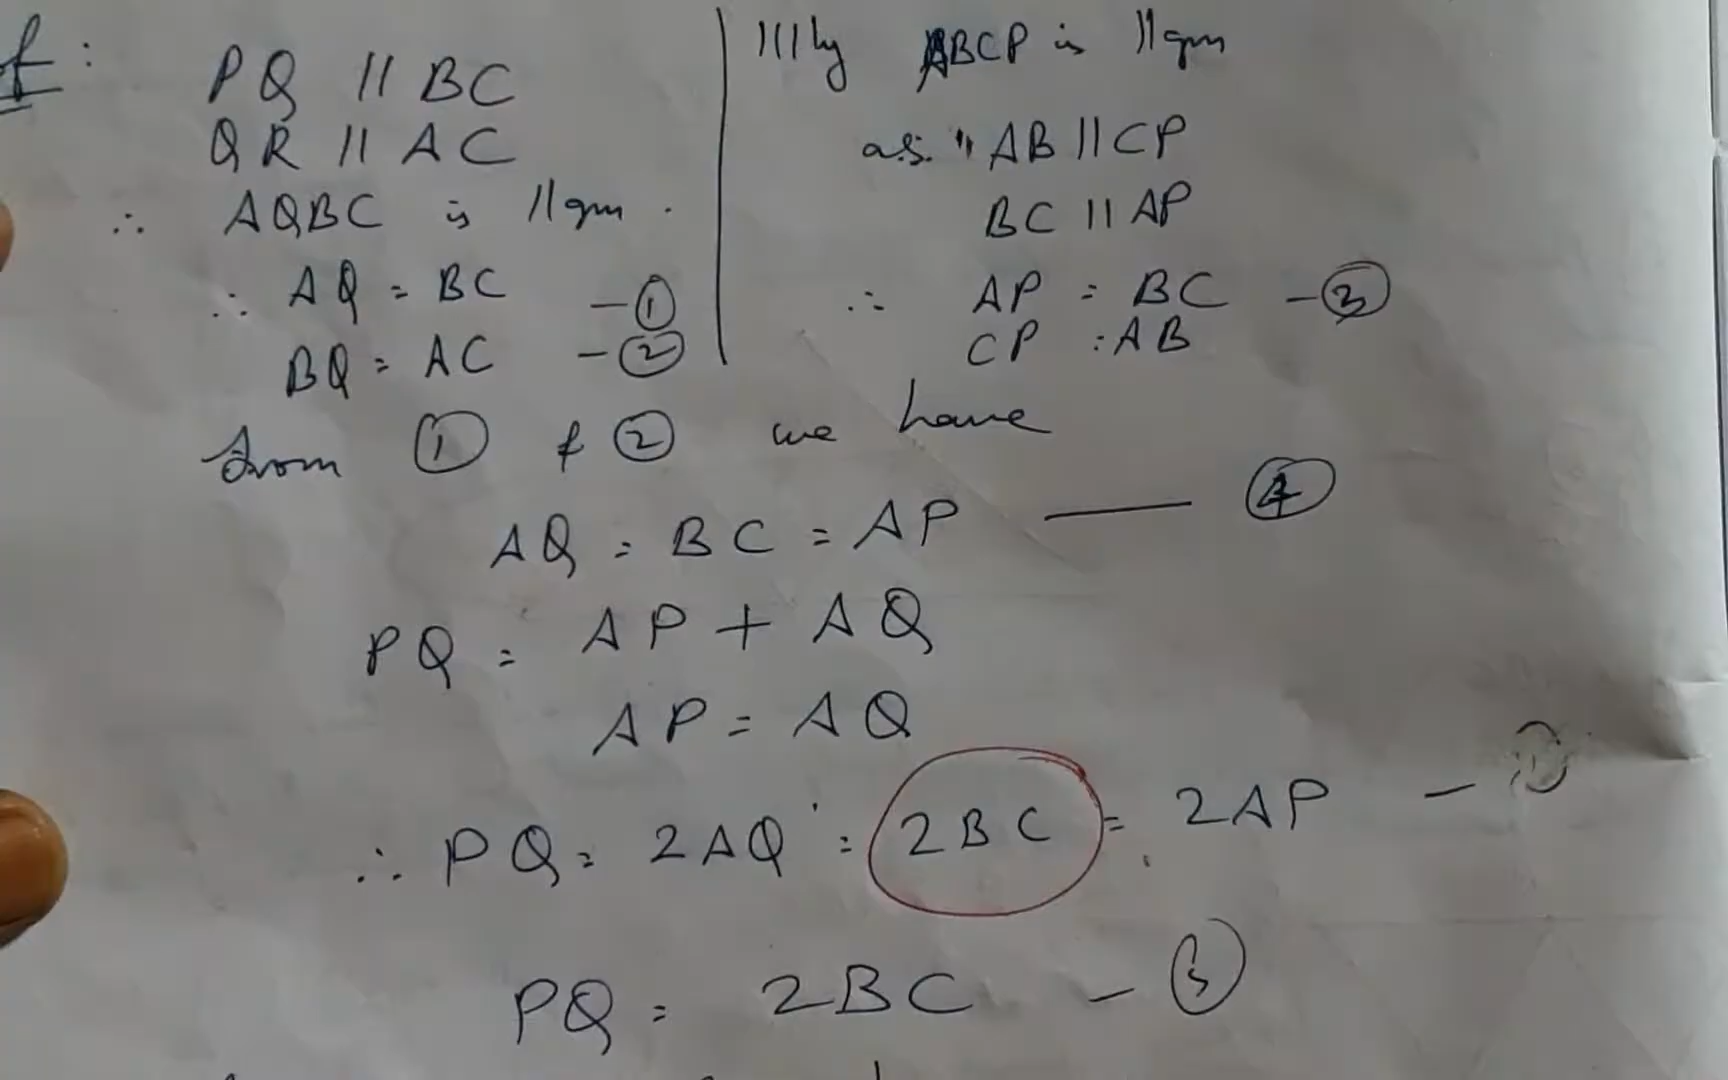 f:
PQ || BC
QR || AC
∴ AQBC is ||gm.
∴ AQ = BC - ①
BQ = AC - ②
|||ly ABCP is ||gm
as " AB || CP
BC || AP
∴ AP = BC - ③
CP = AB
from ① & ② we have
AQ = BC = AP — ④
PQ = AP + AQ
AP = AQ
∴ PQ = 2AQ = 2BC = 2AP -
PQ = 2BC - ⑤